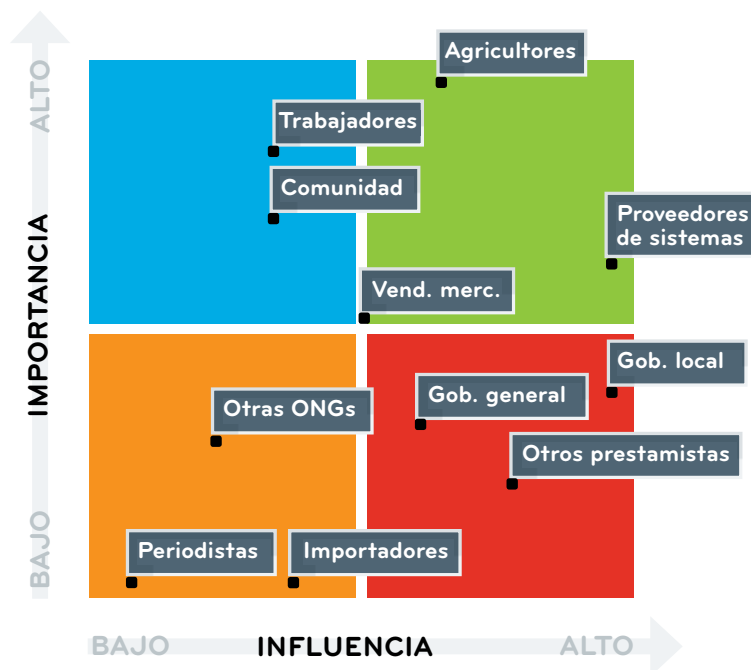 Agricultores
ALTO
Trabajadores
Comunidad
Proveedores
de sistemas
IMPORTANCIA
Vend. merc.
Gob. local
Gob. general
Otras ONGs
Otros prestamistas
BAJO
Periodistas
Importadores
BAJO
INFLUENCIA
ALTO